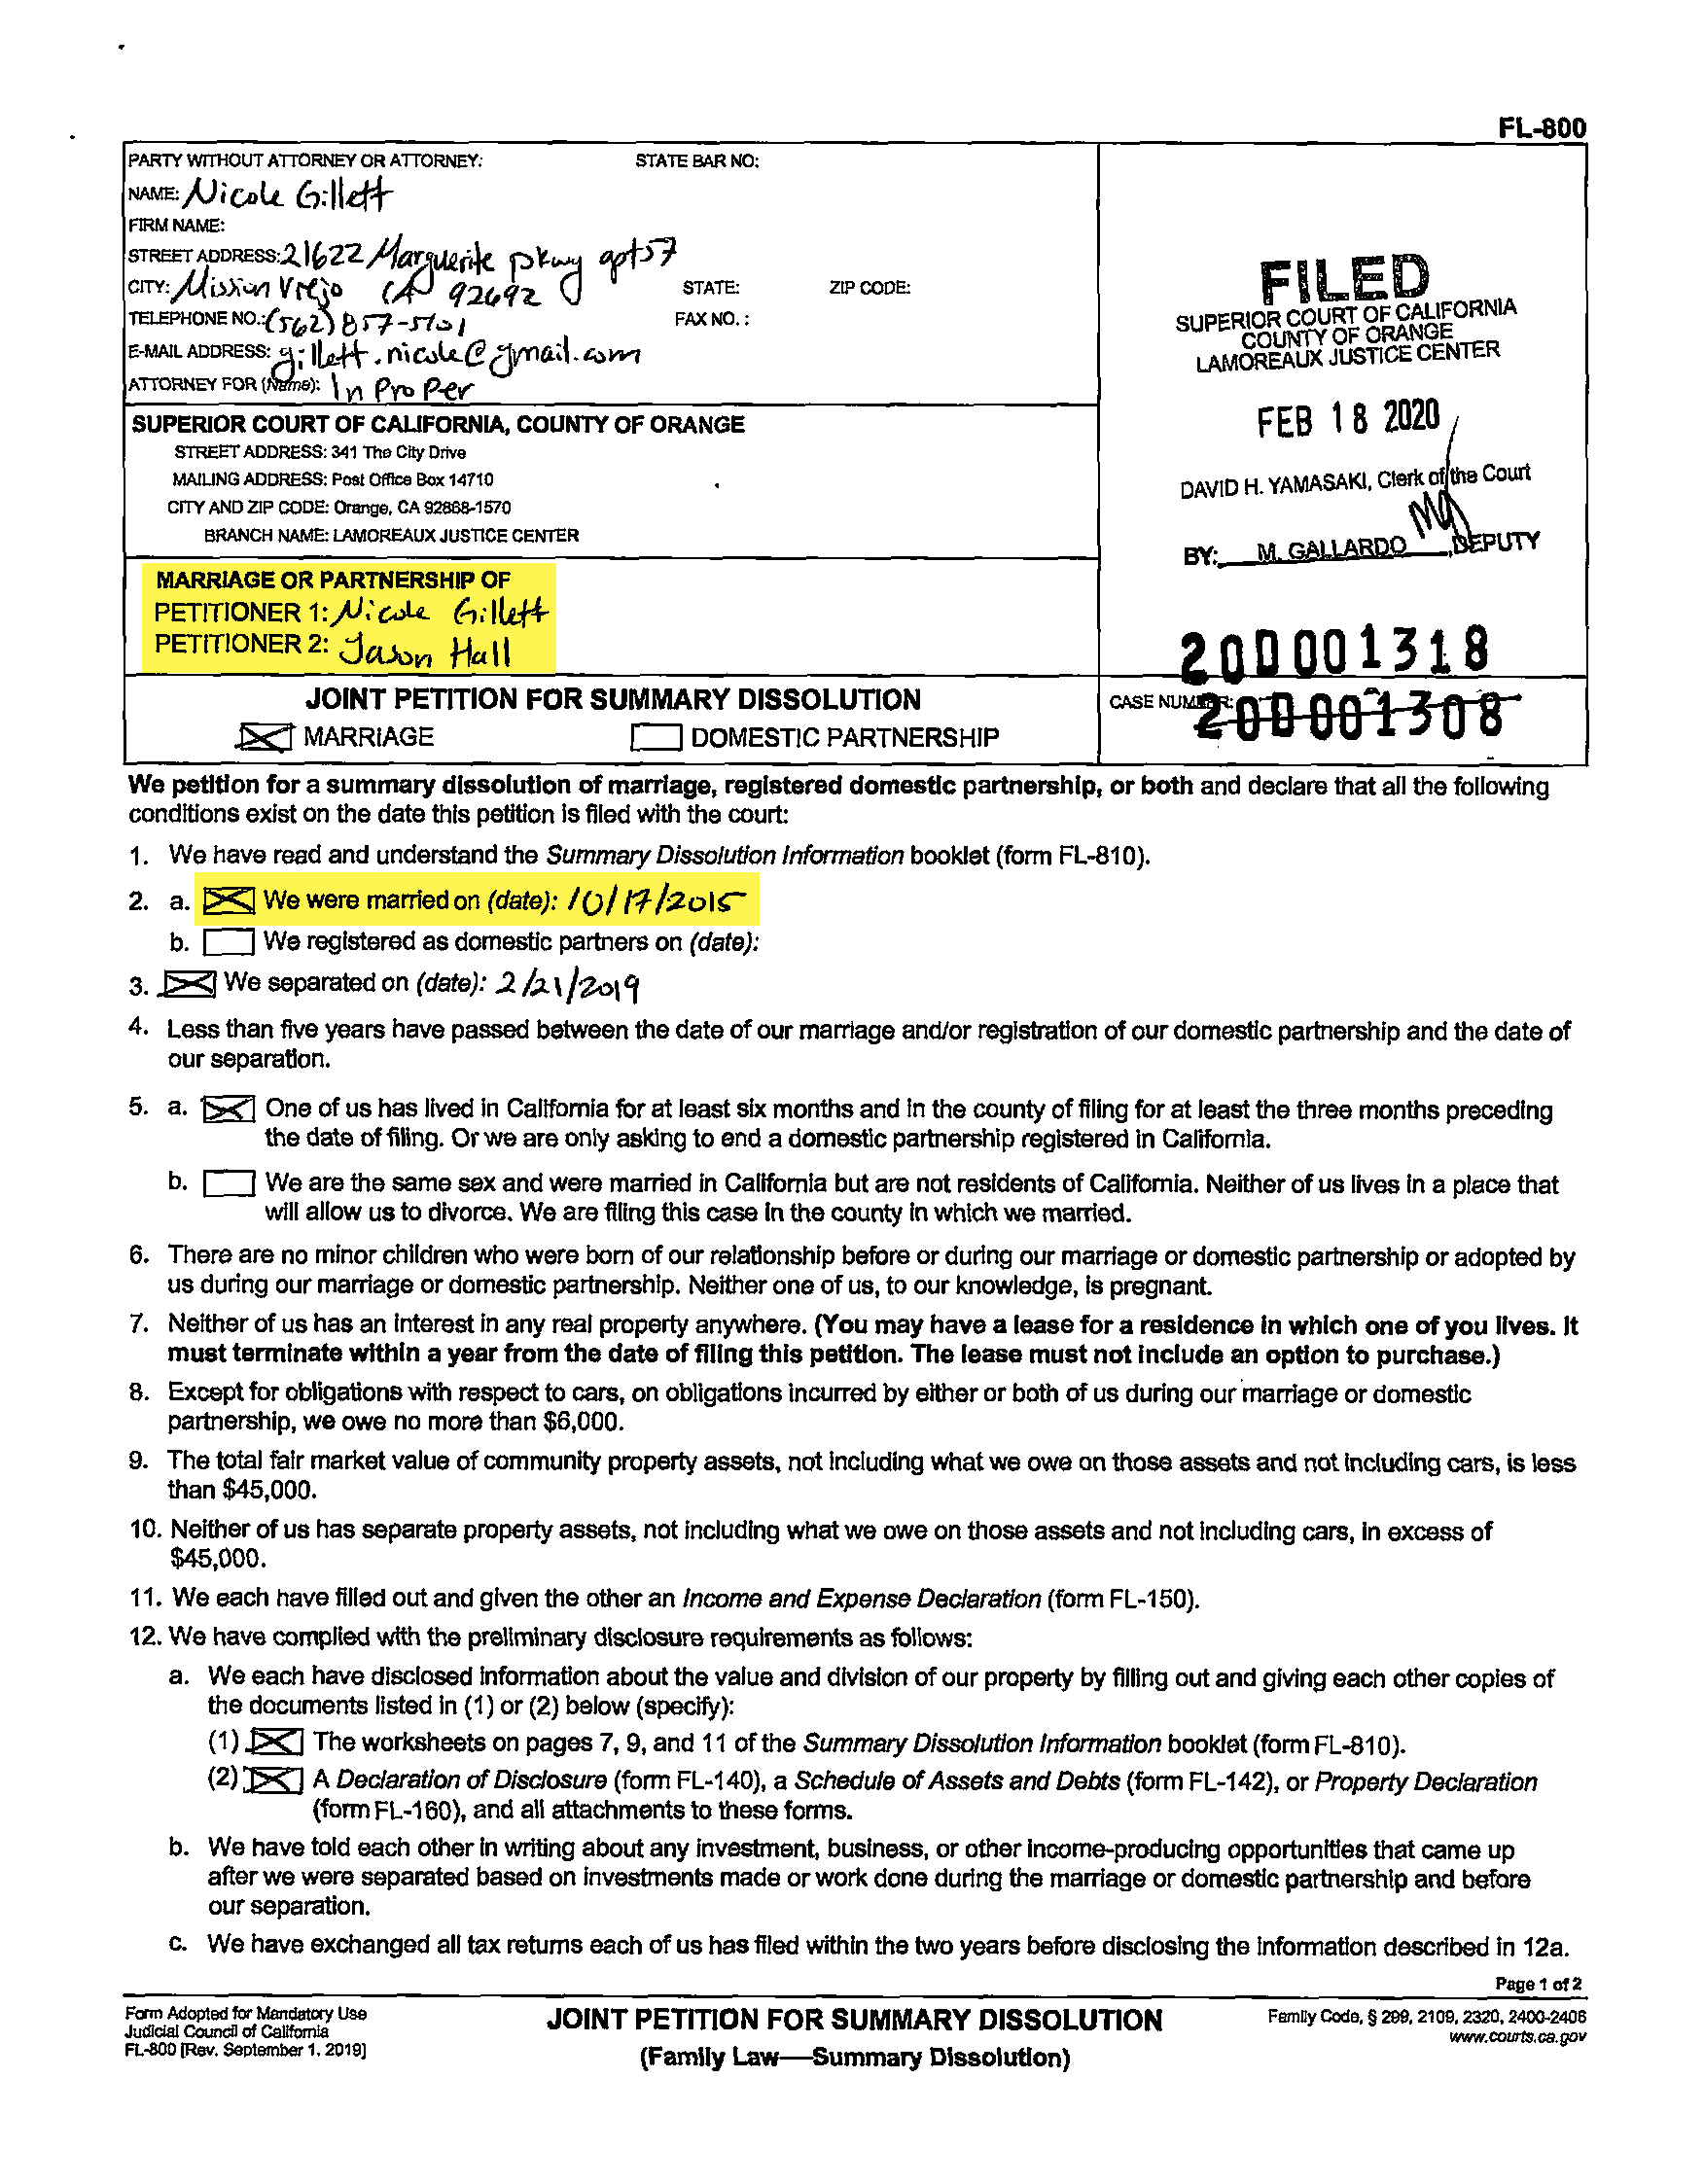 FL-800
PARTY WITHOUT ATTORNEY OR ATTORNEY: STATE BAR NO:
NAME: Nicole Gillett
FIRM NAME:
STREET ADDRESS: 21622 Marguerite pkwy apt 57
CITY: Mission Viejo CA 92692 STATE: ZIP CODE:
TELEPHONE NO.: (562) 857-5101 FAX NO. :
E-MAIL ADDRESS: gillett.nicole@gmail.com
ATTORNEY FOR (Name): In Pro Per
SUPERIOR COURT OF CALIFORNIA, COUNTY OF ORANGE
STREET ADDRESS: 341 The City Drive
MAILING ADDRESS: Post Office Box 14710
CITY AND ZIP CODE: Orange, CA 92868-1570
BRANCH NAME: LAMOREAUX JUSTICE CENTER
FILED
SUPERIOR COURT OF CALIFORNIA
COUNTY OF ORANGE
LAMOREAUX JUSTICE CENTER
FEB 18 2020
DAVID H. YAMASAKI, Clerk of the Court
BY: M. GALLARDO ,DEPUTY
MARRIAGE OR PARTNERSHIP OF
PETITIONER 1: Nicole Gillett
PETITIONER 2: Jason Hall
20D001318
JOINT PETITION FOR SUMMARY DISSOLUTION
MARRIAGE DOMESTIC PARTNERSHIP
CASE NUMBER: 20D001308
We petition for a summary dissolution of marriage, registered domestic partnership, or both and declare that all the following
conditions exist on the date this petition is filed with the court:
1. We have read and understand the Summary Dissolution Information booklet (form FL-810).
2. a. We were married on (date): 10/17/2015
b. We registered as domestic partners on (date):
3. We separated on (date): 2/21/2019
4. Less than five years have passed between the date of our marriage and/or registration of our domestic partnership and the date of
our separation.
5. a. One of us has lived in California for at least six months and in the county of filing for at least the three months preceding
the date of filing. Or we are only asking to end a domestic partnership registered in California.
b. We are the same sex and were married in California but are not residents of California. Neither of us lives in a place that
will allow us to divorce. We are filing this case in the county in which we married.
6. There are no minor children who were born of our relationship before or during our marriage or domestic partnership or adopted by
us during our marriage or domestic partnership. Neither one of us, to our knowledge, is pregnant.
7. Neither of us has an interest in any real property anywhere. (You may have a lease for a residence in which one of you lives. It
must terminate within a year from the date of filing this petition. The lease must not include an option to purchase.)
8. Except for obligations with respect to cars, on obligations incurred by either or both of us during our marriage or domestic
partnership, we owe no more than $6,000.
9. The total fair market value of community property assets, not including what we owe on those assets and not including cars, is less
than $45,000.
10. Neither of us has separate property assets, not including what we owe on those assets and not including cars, in excess of
$45,000.
11. We each have filled out and given the other an Income and Expense Declaration (form FL-150).
12. We have complied with the preliminary disclosure requirements as follows:
a. We each have disclosed information about the value and division of our property by filling out and giving each other copies of
the documents listed in (1) or (2) below (specify):
(1) The worksheets on pages 7, 9, and 11 of the Summary Dissolution Information booklet (form FL-810).
(2) A Declaration of Disclosure (form FL-140), a Schedule of Assets and Debts (form FL-142), or Property Declaration
(form FL-160), and all attachments to these forms.
b. We have told each other in writing about any investment, business, or other income-producing opportunities that came up
after we were separated based on investments made or work done during the marriage or domestic partnership and before
our separation.
c. We have exchanged all tax returns each of us has filed within the two years before disclosing the information described in 12a.
Page 1 of 2
Form Adopted for Mandatory Use
Judicial Council of California
FL-800 [Rev. September 1, 2019]
JOINT PETITION FOR SUMMARY DISSOLUTION
(Family Law—Summary Dissolution)
Family Code, § 299, 2109, 2320, 2400-2406
www.courts.ca.gov